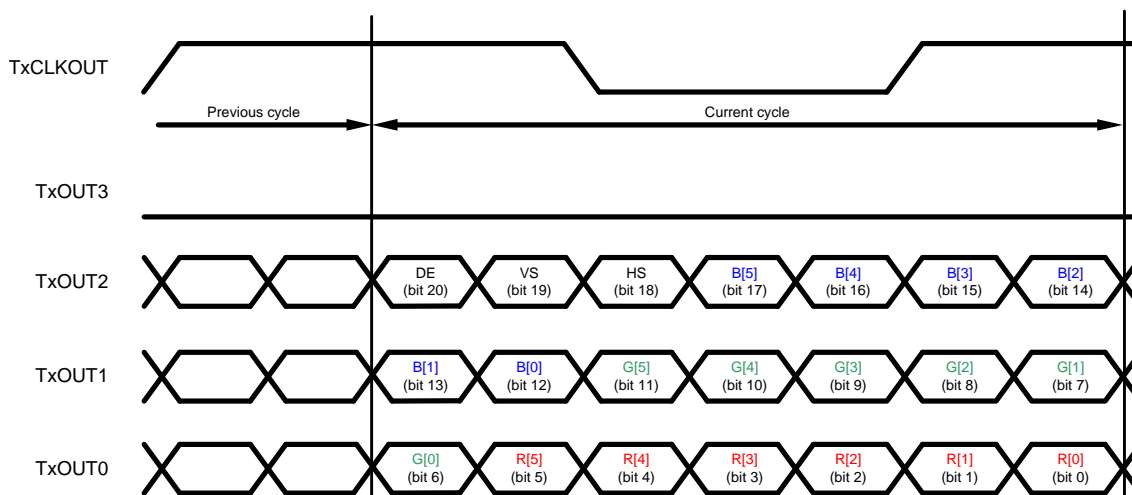 TxCLKOUT
Previous cycle
Current cycle
TxOUT3
TxOUT2
DE
(bit 20)
VS
(bit 19)
HS
(bit 18)
B[5]
(bit 17)
B[4]
(bit 16)
B[3]
(bit 15)
B[2]
(bit 14)
TxOUT1
B[1]
(bit 13)
B[0]
(bit 12)
G[5]
(bit 11)
G[4]
(bit 10)
G[3]
(bit 9)
G[2]
(bit 8)
G[1]
(bit 7)
TxOUT0
G[0]
(bit 6)
R[5]
(bit 5)
R[4]
(bit 4)
R[3]
(bit 3)
R[2]
(bit 2)
R[1]
(bit 1)
R[0]
(bit 0)